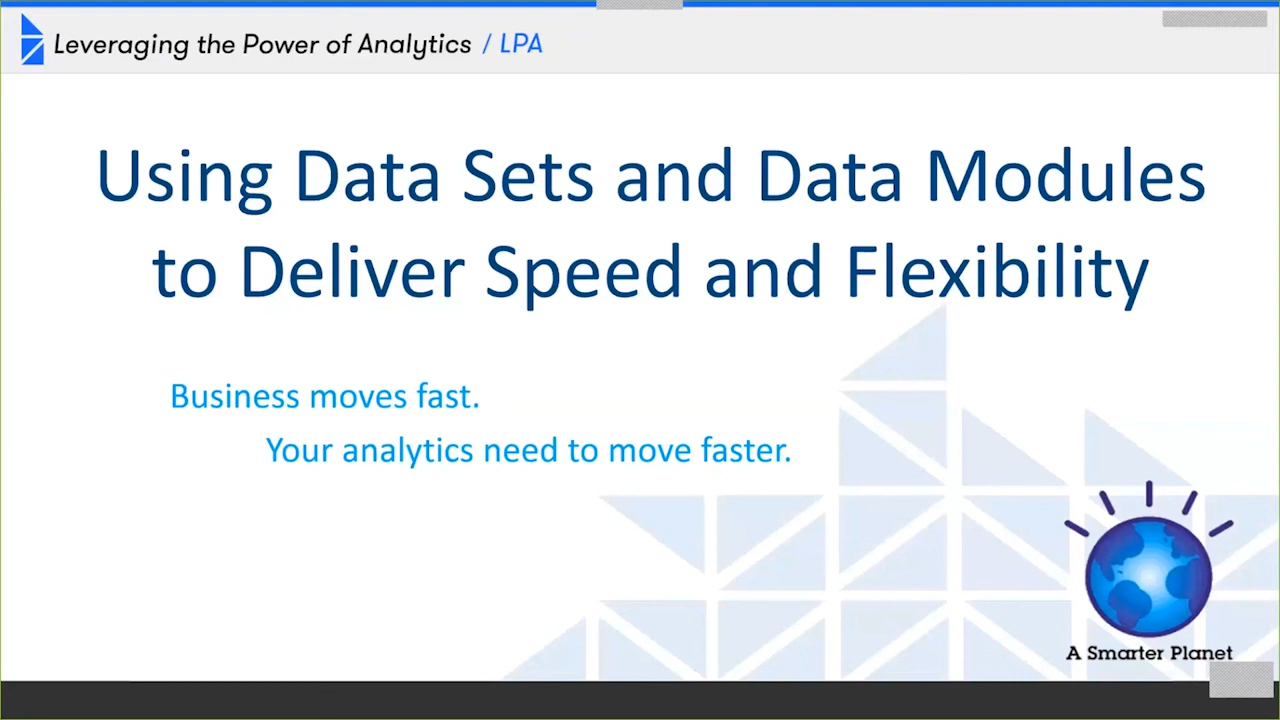 Leveraging the Power of Analytics / LPA
Using Data Sets and Data Modules
to Deliver Speed and Flexibility
Business moves fast.
Your analytics need to move faster.
A Smarter Planet